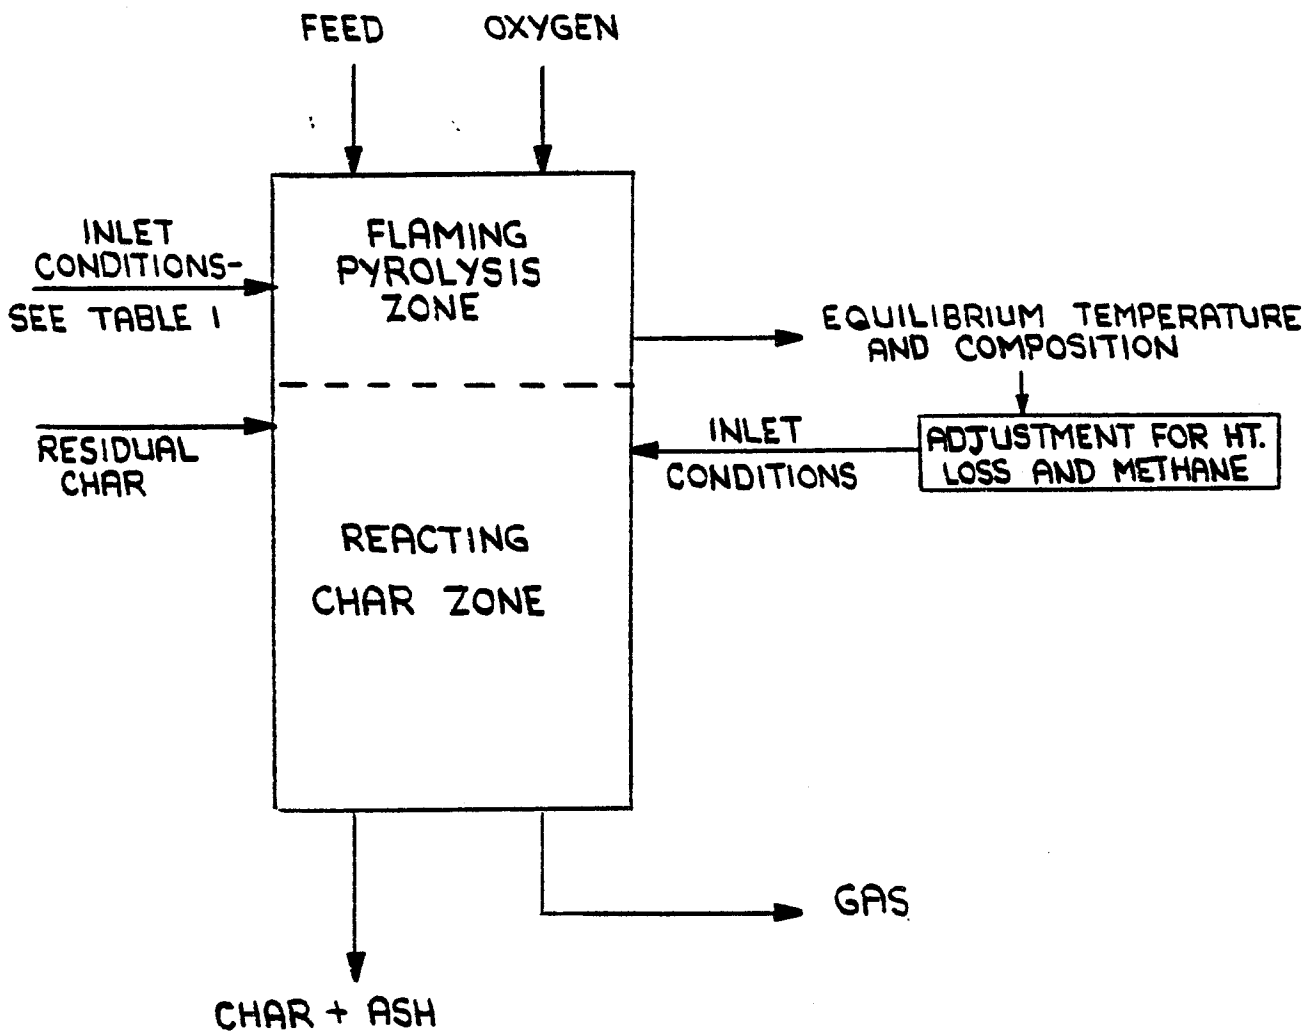 FEED
OXYGEN
FLAMING
PYROLYSIS
ZONE
INLET
CONDITIONS-
SEE TABLE 1
EQUILIBRIUM TEMPERATURE
AND COMPOSITION
ADJUSTMENT FOR HT.
LOSS AND METHANE
INLET
CONDITIONS
RESIDUAL
CHAR
REACTING
CHAR ZONE
GAS
CHAR + ASH